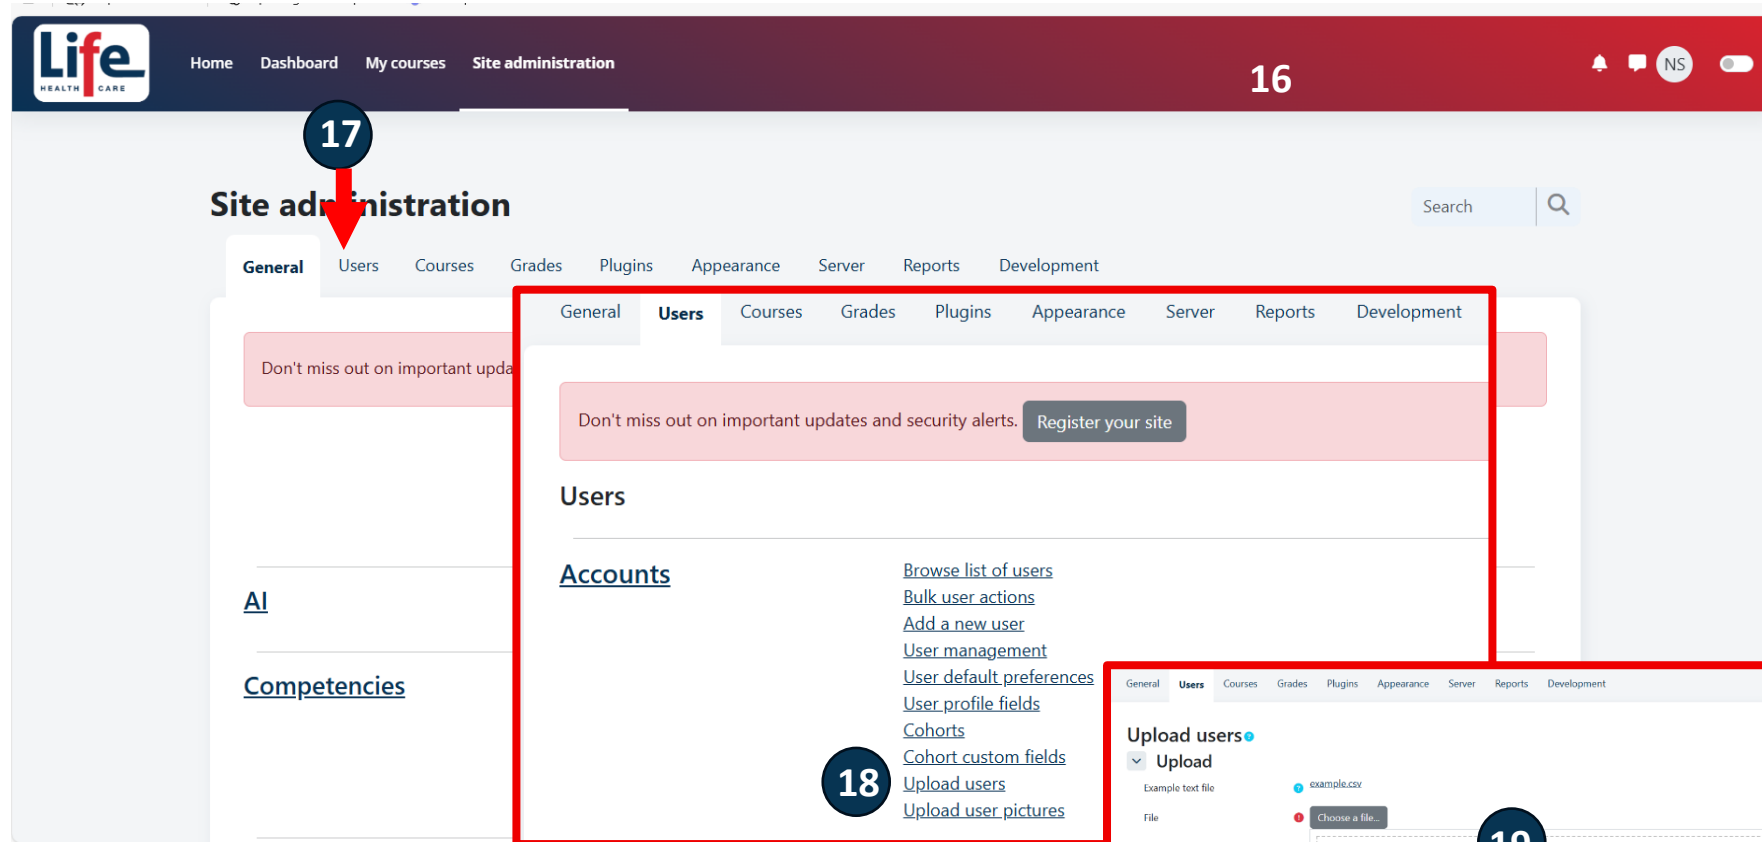 Life
HEALTH CARE
Home Dashboard My courses Site administration
16
NS
17
Site administration
Search
General Users Courses Grades Plugins Appearance Server Reports Development
Don't miss out on important upda
AI
Competencies
General Users Courses Grades Plugins Appearance Server Reports Development
Don't miss out on important updates and security alerts. Register your site
Users
Accounts
Browse list of users
Bulk user actions
Add a new user
User management
User default preferences
User profile fields
Cohorts
Cohort custom fields
18
Upload users
Upload user pictures
General Users Courses Grades Plugins Appearance Server Reports Development
Upload users
Upload
Example text file example.csv
File Choose a file...
19